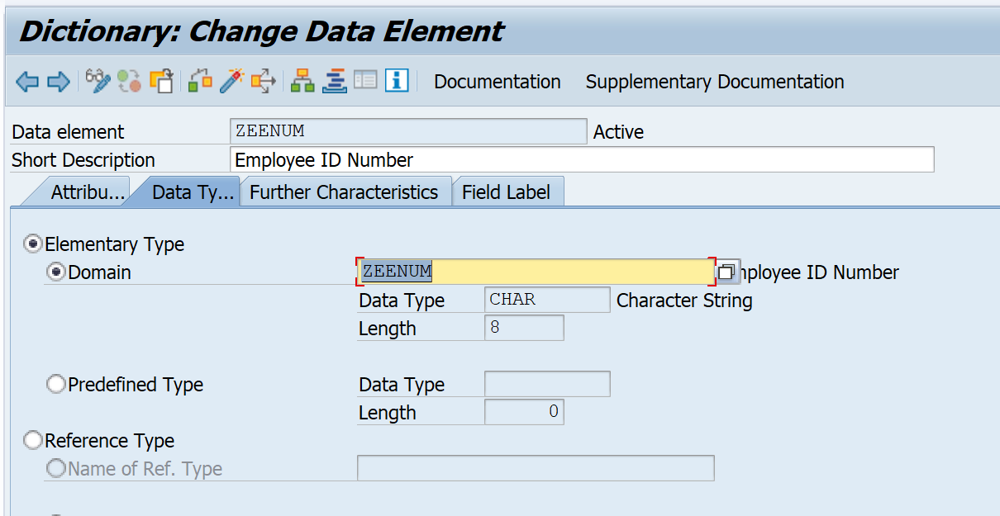 Dictionary: Change Data Element
Documentation Supplementary Documentation
Data element ZEENUM Active
Short Description Employee ID Number
Attribu... Data Ty... Further Characteristics Field Label
Elementary Type
Domain ZEENUM mployee ID Number
Data Type CHAR Character String
Length 8
Predefined Type Data Type
Length 0
Reference Type
Name of Ref. Type